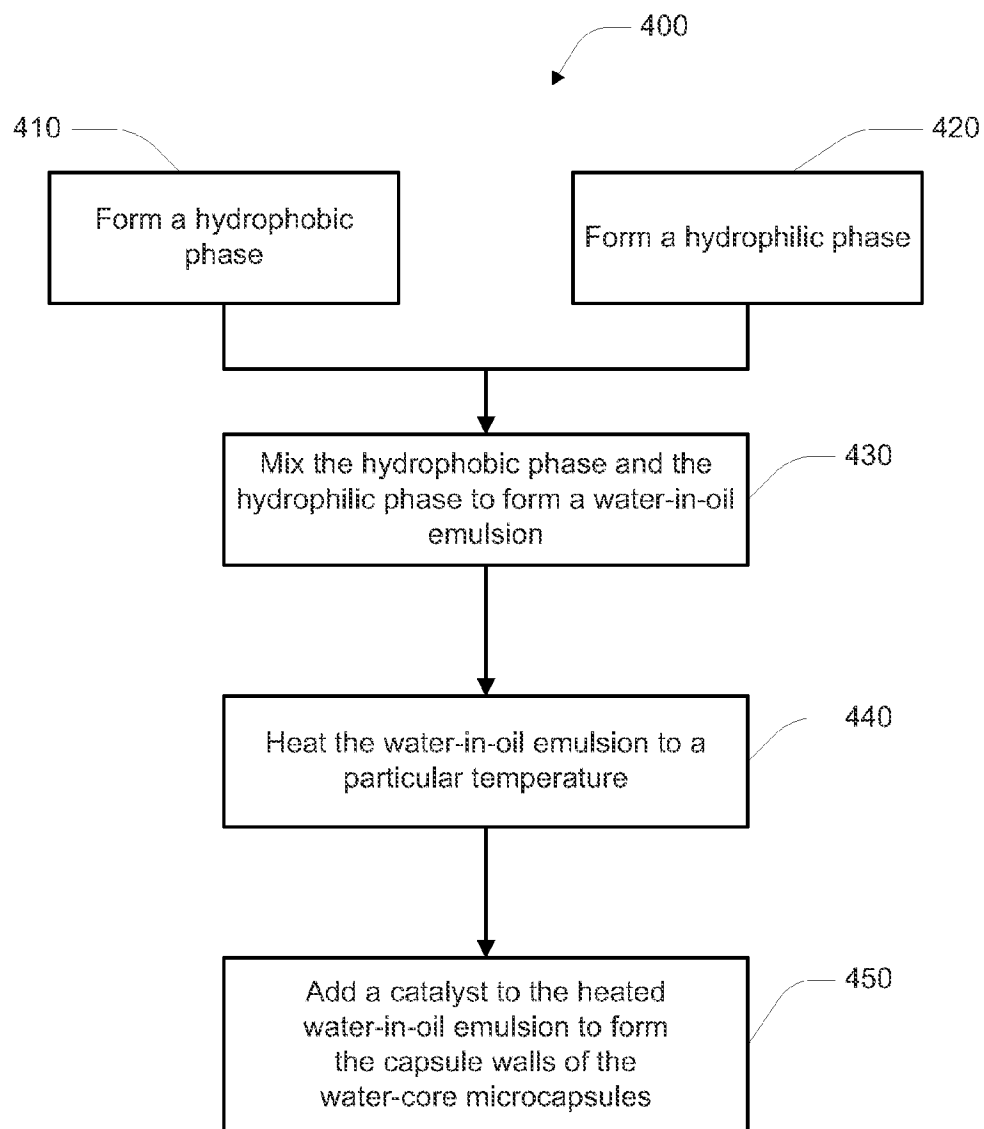 400
410
420
Form a hydrophobic
phase
Form a hydrophilic phase
Mix the hydrophobic phase and the
hydrophilic phase to form a water-in-oil
emulsion
430
Heat the water-in-oil emulsion to a
particular temperature
440
Add a catalyst to the heated
water-in-oil emulsion to form
the capsule walls of the
water-core microcapsules
450